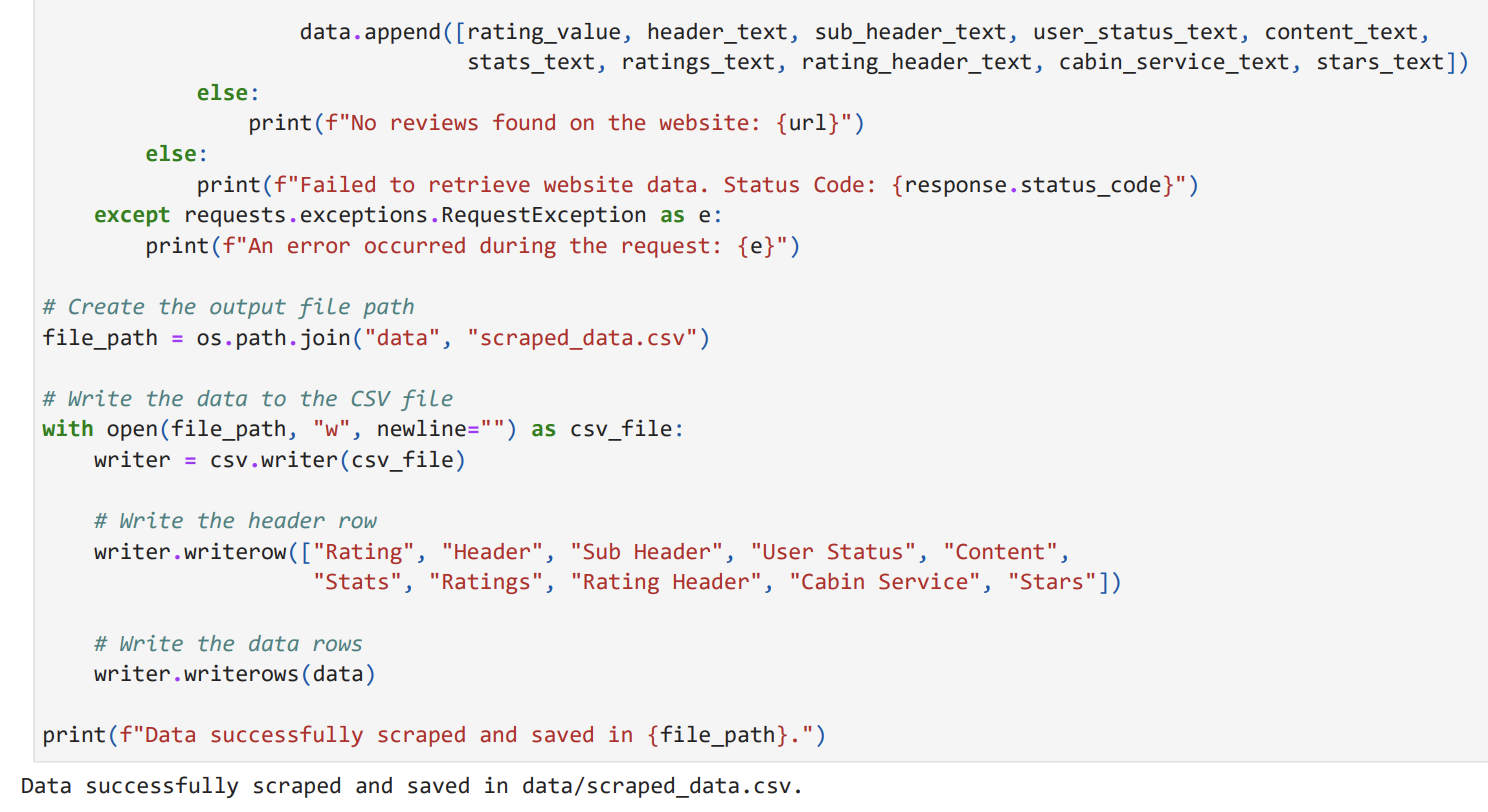 data.append([rating_value, header_text, sub_header_text, user_status_text, content_text,
stats_text, ratings_text, rating_header_text, cabin_service_text, stars_text])
else:
print(f"No reviews found on the website: {url}")
else:
print(f"Failed to retrieve website data. Status Code: {response.status_code}")
except requests.exceptions.RequestException as e:
print(f"An error occurred during the request: {e}")
# Create the output file path
file_path = os.path.join("data", "scraped_data.csv")
# Write the data to the CSV file
with open(file_path, "w", newline="") as csv_file:
writer = csv.writer(csv_file)
# Write the header row
writer.writerow(["Rating", "Header", "Sub Header", "User Status", "Content",
"Stats", "Ratings", "Rating Header", "Cabin Service", "Stars"])
# Write the data rows
writer.writerows(data)
print(f"Data successfully scraped and saved in {file_path}.")
Data successfully scraped and saved in data/scraped_data.csv.